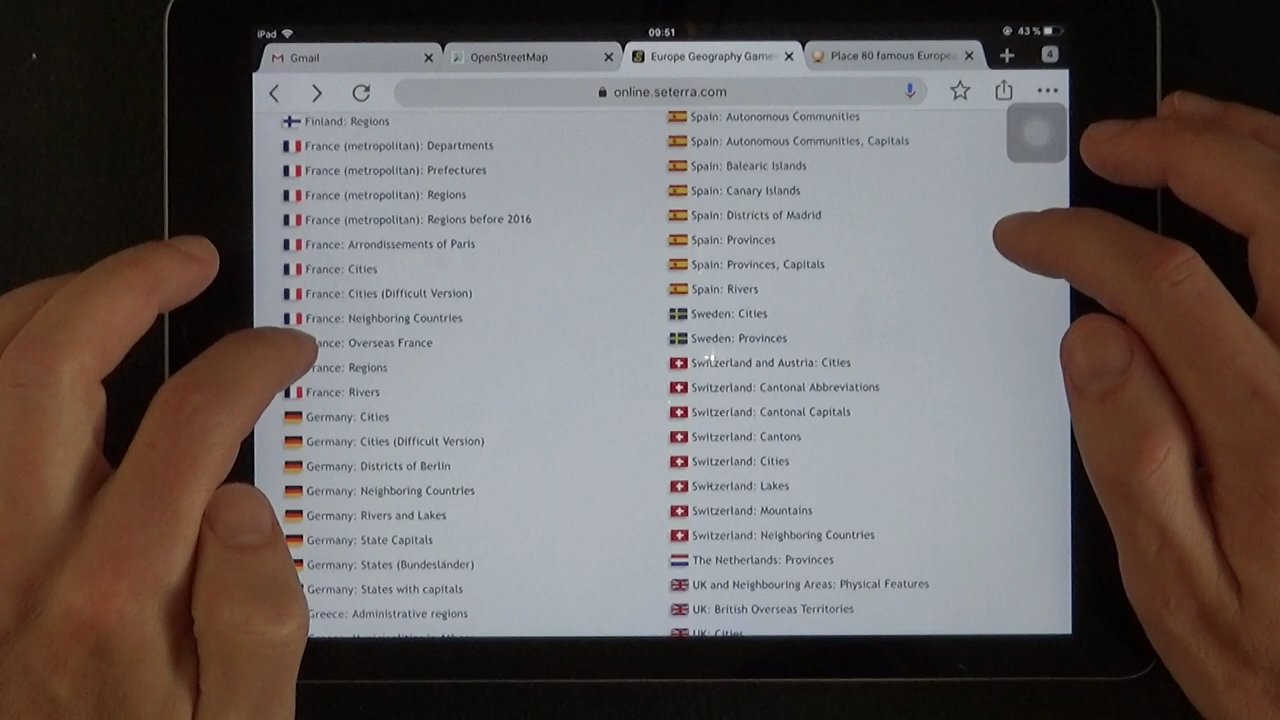 iPad 09:51 43 %
Gmail OpenStreetMap Europe Geography Game Place 80 famous Europe 4
online.seterra.com
Finland: Regions
France (metropolitan): Departments
France (metropolitan): Prefectures
France (metropolitan): Regions
France (metropolitan): Regions before 2016
France: Arrondissements of Paris
France: Cities
France: Cities (Difficult Version)
France: Neighboring Countries
Overseas France
Regions
France: Rivers
Germany: Cities
Germany: Cities (Difficult Version)
Germany: Districts of Berlin
Germany: Neighboring Countries
Germany: Rivers and Lakes
Germany: State Capitals
Germany: States (Bundesländer)
Germany: States with capitals
Greece: Administrative regions
Spain: Autonomous Communities
Spain: Autonomous Communities, Capitals
Spain: Balearic Islands
Spain: Canary Islands
Spain: Districts of Madrid
Spain: Provinces
Spain: Provinces, Capitals
Spain: Rivers
Sweden: Cities
Sweden: Provinces
Switzerland and Austria: Cities
Switzerland: Cantonal Abbreviations
Switzerland: Cantonal Capitals
Switzerland: Cantons
Switzerland: Cities
Switzerland: Lakes
Switzerland: Mountains
Switzerland: Neighboring Countries
The Netherlands: Provinces
UK and Neighbouring Areas: Physical Features
UK: British Overseas Territories
UK: Cities